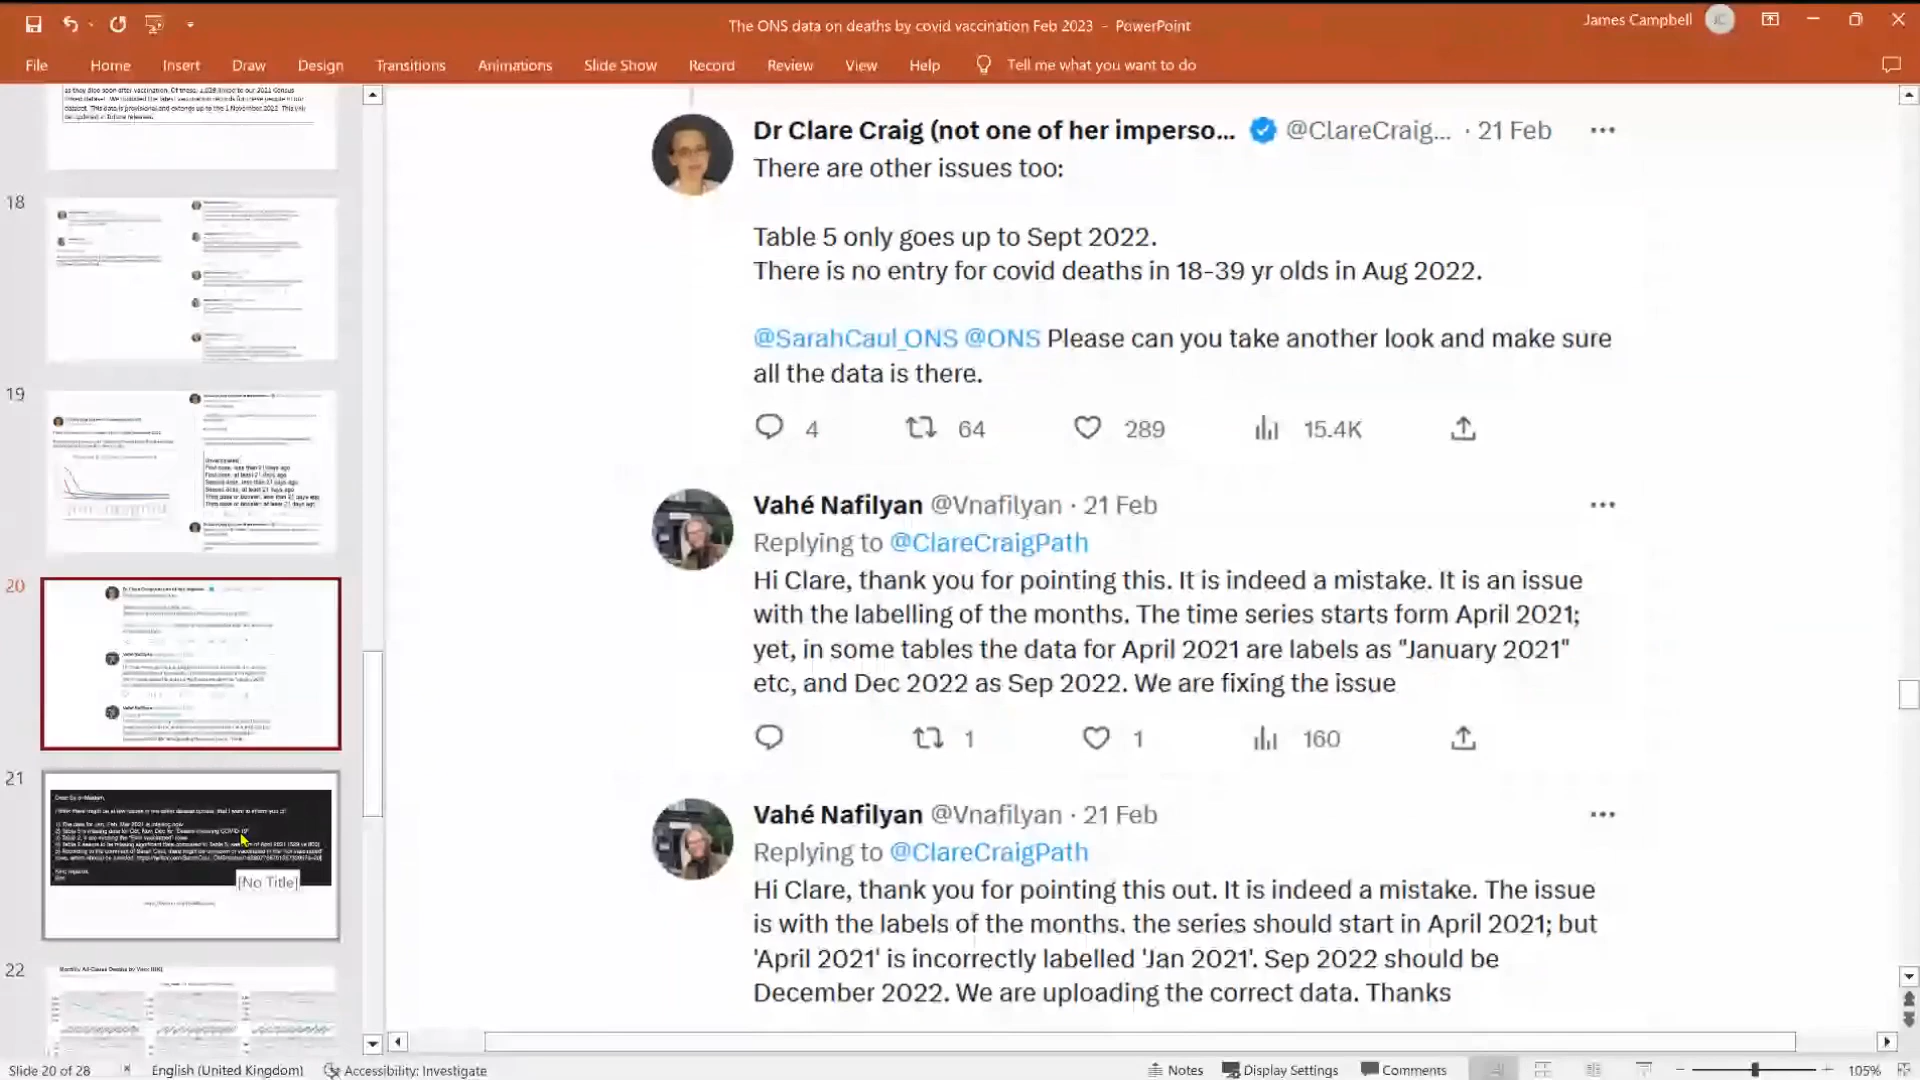 The ONS data on deaths by covid vaccination Feb 2023 - PowerPoint
James Campbell
JC
File Home Insert Draw Design Transitions Animations Slide Show Record Review View Help Tell me what you want to do
18
19
20
21
[No Title]
22
Dr Clare Craig (not one of her imperso... @ClareCraig... · 21 Feb
There are other issues too:
Table 5 only goes up to Sept 2022.
There is no entry for covid deaths in 18-39 yr olds in Aug 2022.
@SarahCaul_ONS @ONS Please can you take another look and make sure
all the data is there.
4 64 289 15.4K
Vahé Nafilyan @Vnafilyan · 21 Feb
Replying to @ClareCraigPath
Hi Clare, thank you for pointing this. It is indeed a mistake. It is an issue
with the labelling of the months. The time series starts form April 2021;
yet, in some tables the data for April 2021 are labels as "January 2021"
etc, and Dec 2022 as Sep 2022. We are fixing the issue
1 1 160
Vahé Nafilyan @Vnafilyan · 21 Feb
Replying to @ClareCraigPath
Hi Clare, thank you for pointing this out. It is indeed a mistake. The issue
is with the labels of the months. the series should start in April 2021; but
'April 2021' is incorrectly labelled 'Jan 2021'. Sep 2022 should be
December 2022. We are uploading the correct data. Thanks
Slide 20 of 28 English (United Kingdom) Accessibility: Investigate Notes Display Settings Comments 105%